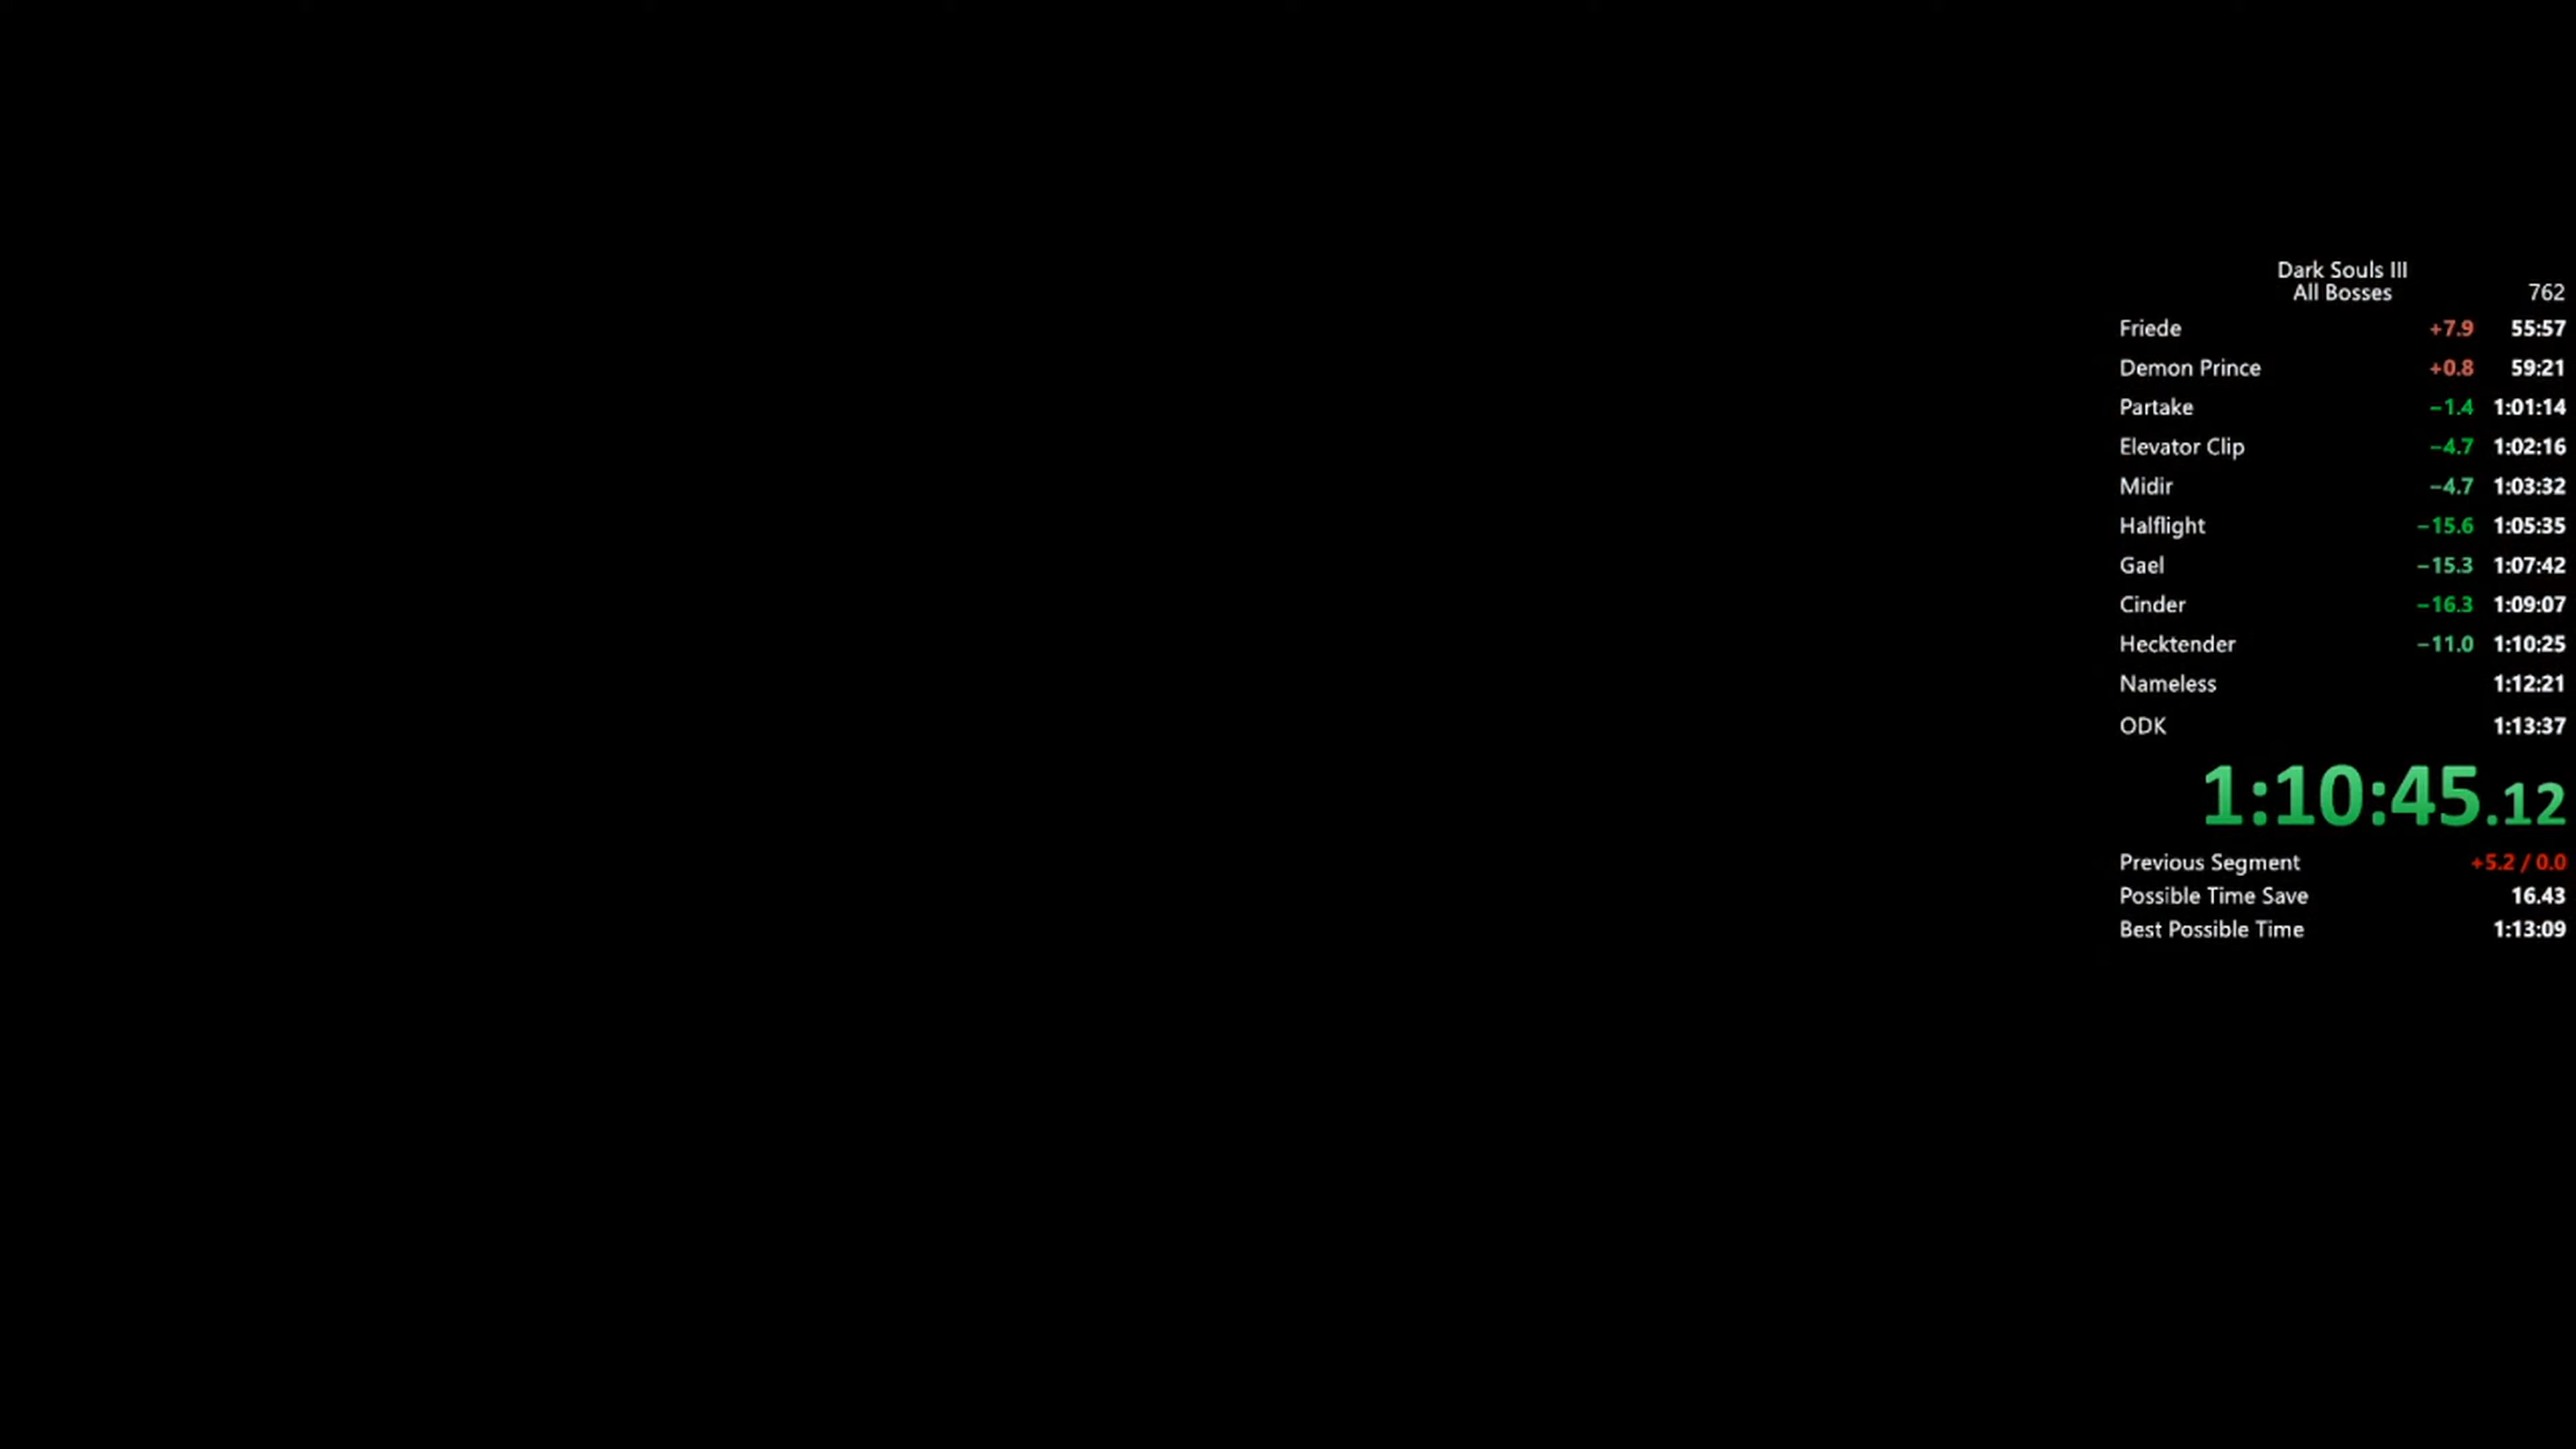 Dark Souls III
All Bosses 762
Friede +7.9 55:57
Demon Prince +0.8 59:21
Partake −1.4 1:01:14
Elevator Clip −4.7 1:02:16
Midir −4.7 1:03:32
Halflight −15.6 1:05:35
Gael −15.3 1:07:42
Cinder −16.3 1:09:07
Hecktender −11.0 1:10:25
Nameless 1:12:21
ODK 1:13:37
1:10:45.12
Previous Segment +5.2 / 0.0
Possible Time Save 16.43
Best Possible Time 1:13:09